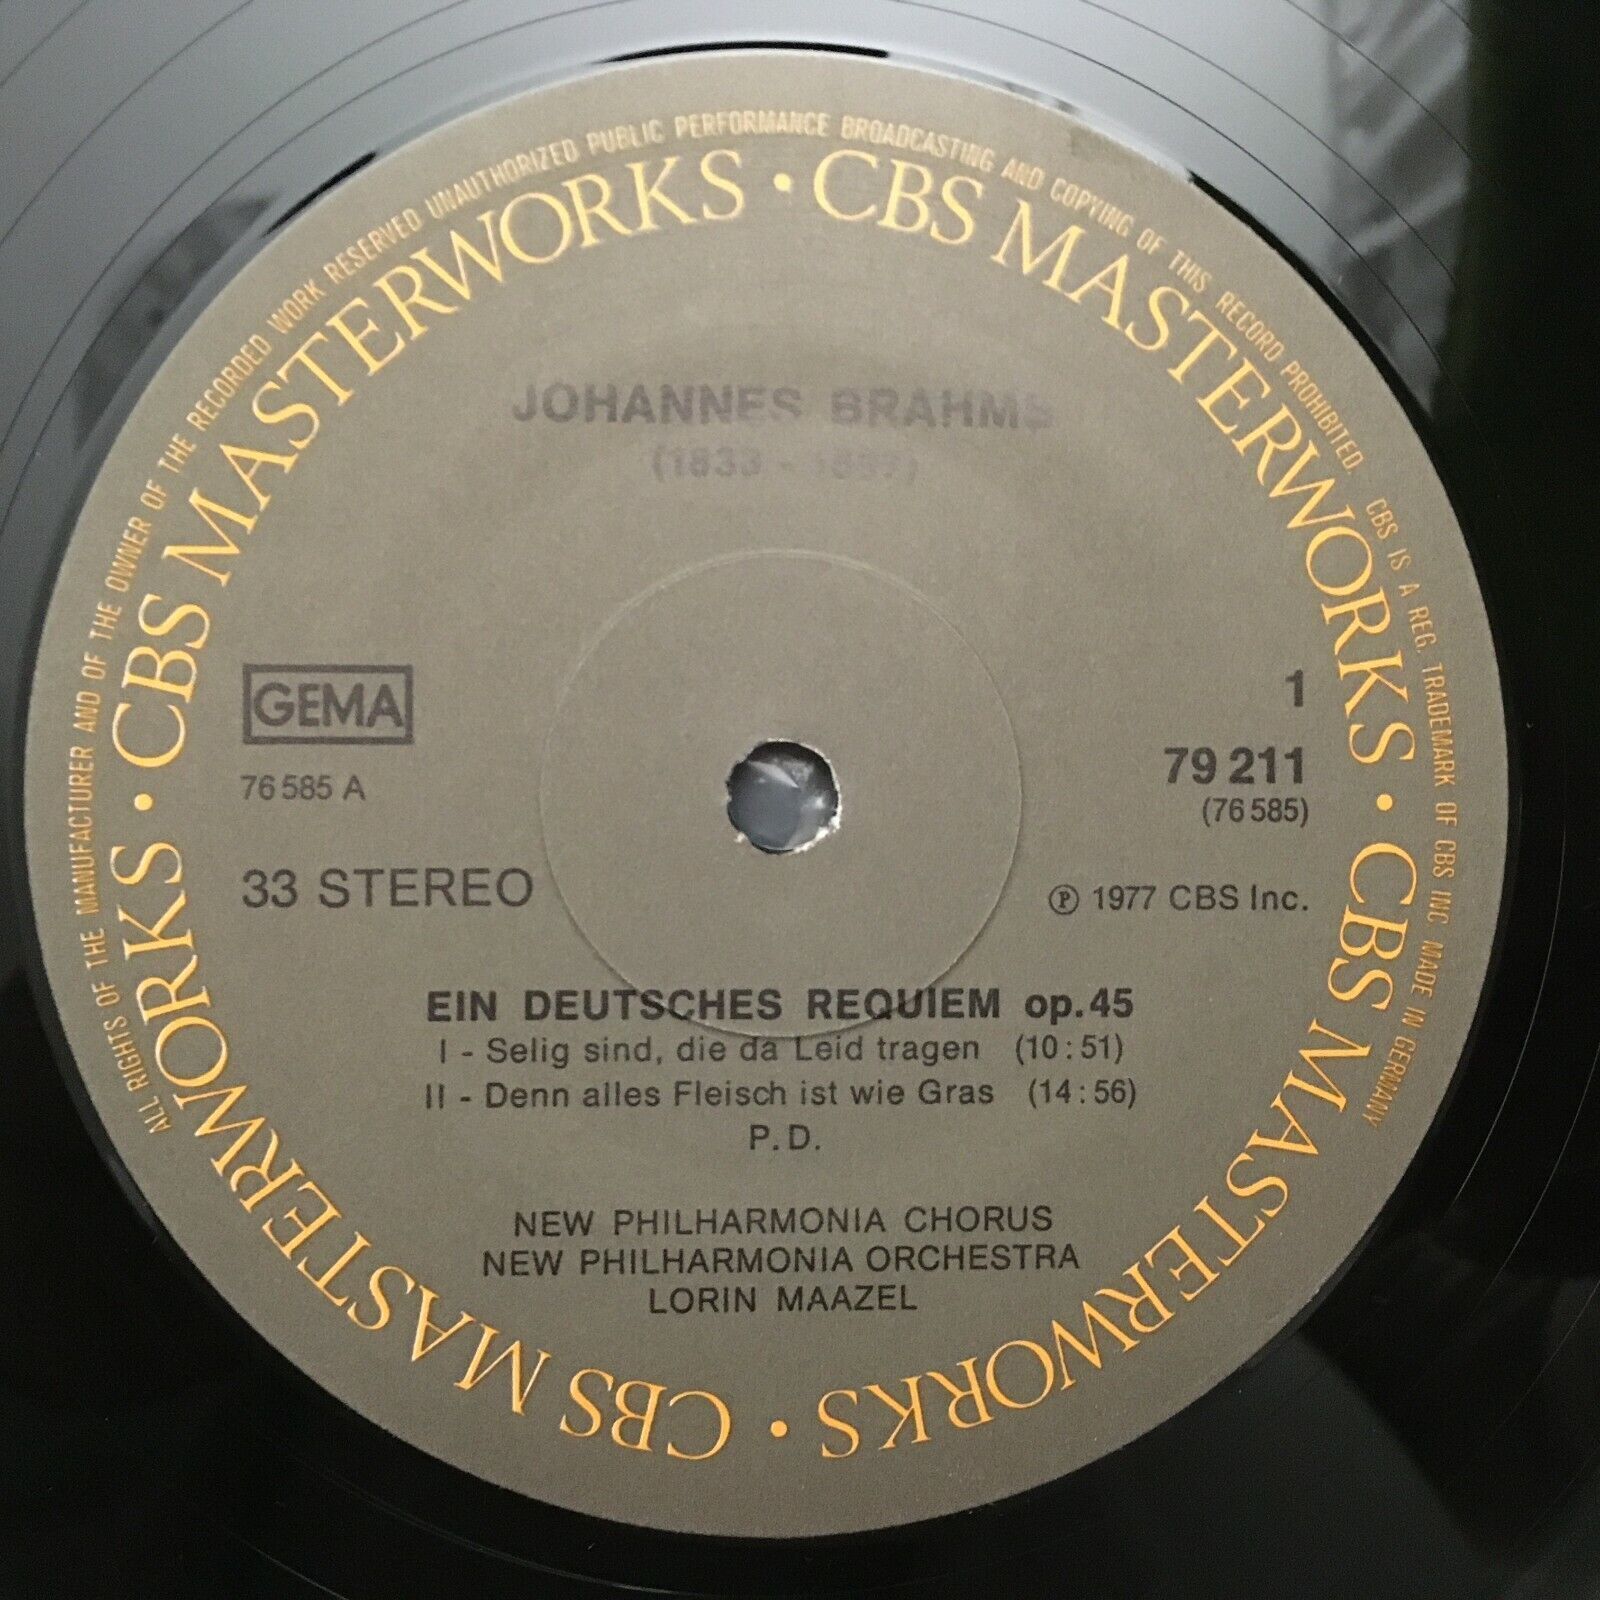 ALL RIGHTS OF THE MANUFACTURER AND OF THE OWNER OF THE RECORDED WORK RESERVED UNAUTHORIZED PUBLIC PERFORMANCE BROADCASTING AND COPYING OF THIS RECORD PROHIBITED. CBS IS A REG. TRADEMARK OF CBS INC MADE IN GERMANY
CBS MASTERWORKS · CBS MASTERWORKS · CBS MASTERWORKS · CBS MASTERWORKS ·
JOHANNES BRAHMS
(1833 - 1897)
GEMA
1
76 585 A
79 211
(76 585)
33 STEREO
℗ 1977 CBS Inc.
EIN DEUTSCHES REQUIEM op.45
I - Selig sind, die da Leid tragen (10:51)
II - Denn alles Fleisch ist wie Gras (14:56)
P.D.
NEW PHILHARMONIA CHORUS
NEW PHILHARMONIA ORCHESTRA
LORIN MAAZEL